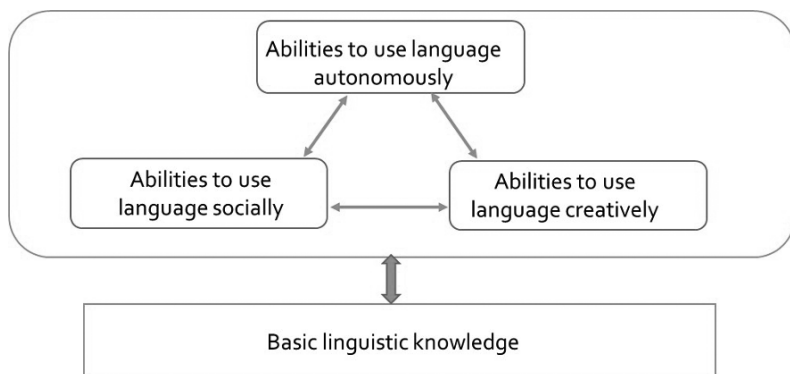 Abilities to use language
autonomously
Abilities to use
language socially
Abilities to use
language creatively
Basic linguistic knowledge